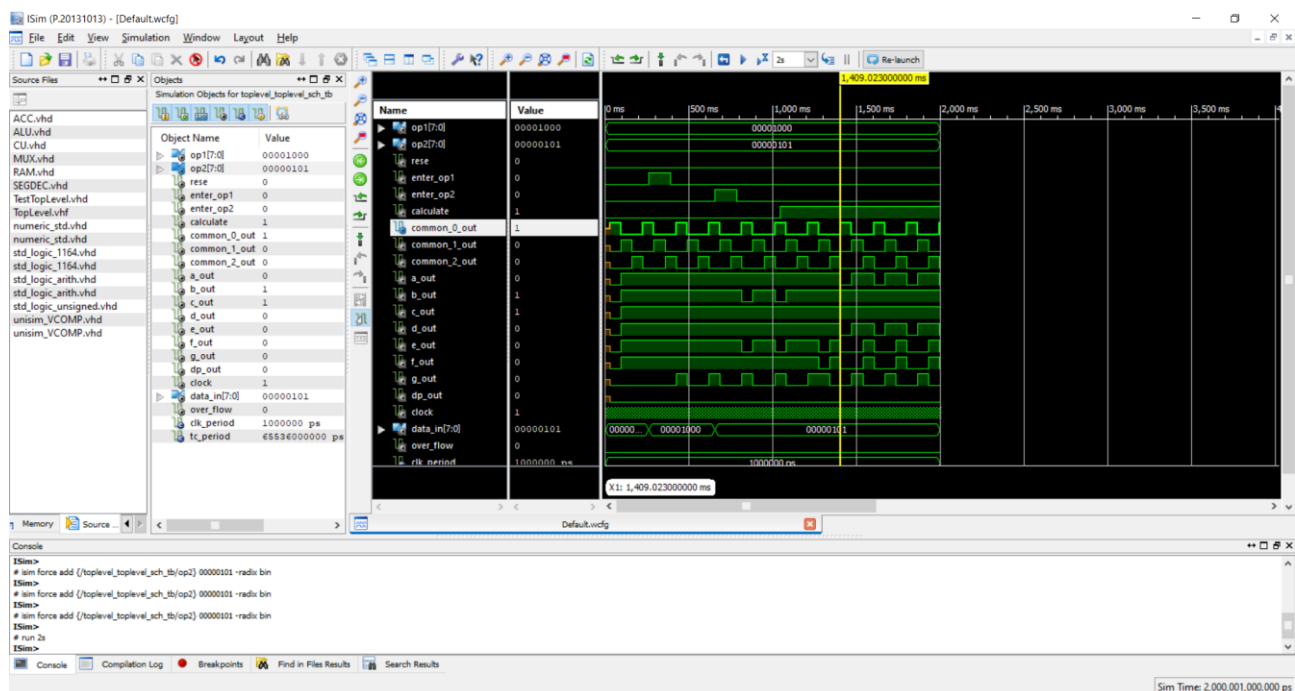 ISim (P.20131013) - [Default.wcfg]
File Edit View Simulation Window Layout Help
2s Re-launch
Source Files
ACC.vhd
ALU.vhd
CU.vhd
MUX.vhd
RAM.vhd
SEGDEC.vhd
TestTopLevel.vhd
TopLevel.vhf
numeric_std.vhd
numeric_std.vhd
std_logic_1164.vhd
std_logic_1164.vhd
std_logic_arith.vhd
std_logic_arith.vhd
std_logic_unsigned.vhd
unisim_VCOMP.vhd
unisim_VCOMP.vhd
Memory Source ...
Objects
Simulation Objects for toplevel_toplevel_sch_tb
Object Name Value
op1[7:0] 00001000
op2[7:0] 00000101
rese 0
enter_op1 0
enter_op2 0
calculate 1
common_0_out 1
common_1_out 0
common_2_out 0
a_out 0
b_out 1
c_out 1
d_out 0
e_out 0
f_out 0
g_out 0
dp_out 0
clock 1
data_in[7:0] 00000101
over_flow 0
clk_period 1000000 ps
tc_period 65536000000 ps
1,409.023000000 ms
Name Value 0 ms 500 ms 1,000 ms 1,500 ms 2,000 ms 2,500 ms 3,000 ms 3,500 ms 4
op1[7:0] 00001000 00001000
op2[7:0] 00000101 00000101
rese 0
enter_op1 0
enter_op2 0
calculate 1
common_0_out 1
common_1_out 0
common_2_out 0
a_out 0
b_out 1
c_out 1
d_out 0
e_out 0
f_out 0
g_out 0
dp_out 0
clock 1
data_in[7:0] 00000101 00000... 00001000 00000101
over_flow 0
clk_period 1000000 ps 1000000 ps
X1: 1,409.023000000 ms
Default.wcfg
Console
ISim>
# isim force add {/toplevel_toplevel_sch_tb/op2} 00000101 -radix bin
ISim>
# isim force add {/toplevel_toplevel_sch_tb/op2} 00000101 -radix bin
ISim>
# isim force add {/toplevel_toplevel_sch_tb/op2} 00000101 -radix bin
ISim>
# run 2s
ISim>
Console Compilation Log Breakpoints Find in Files Results Search Results
Sim Time: 2,000,001,000,000 ps